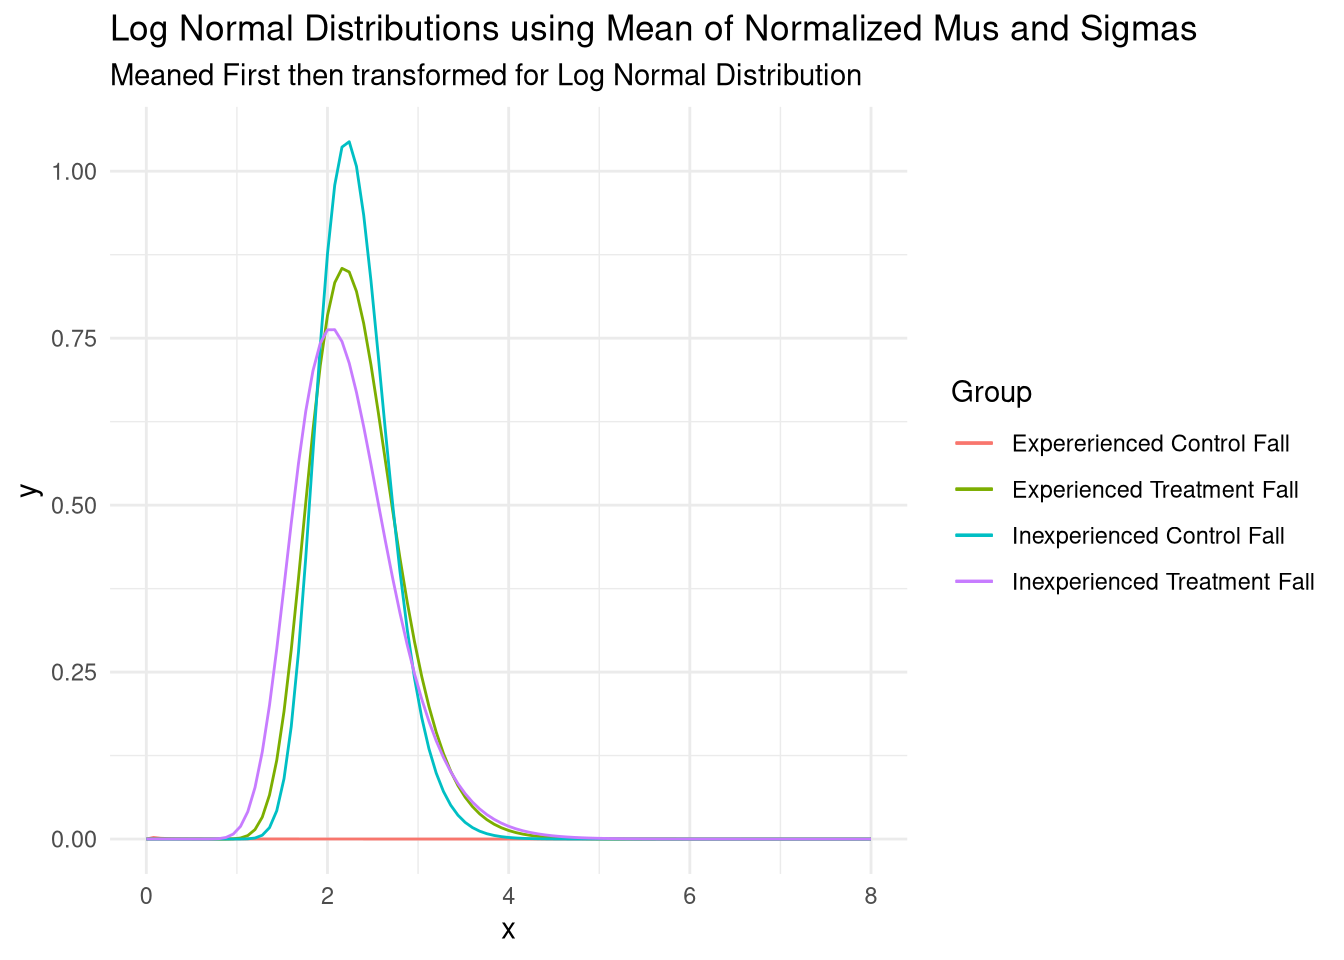 Log Normal Distributions using Mean of Normalized Mus and Sigmas
Meaned First then transformed for Log Normal Distribution
1.00
0.75
0.50
0.25
0.00
y
0 2 4 6 8
x
Group
Expererienced Control Fall
Experienced Treatment Fall
Inexperienced Control Fall
Inexperienced Treatment Fall